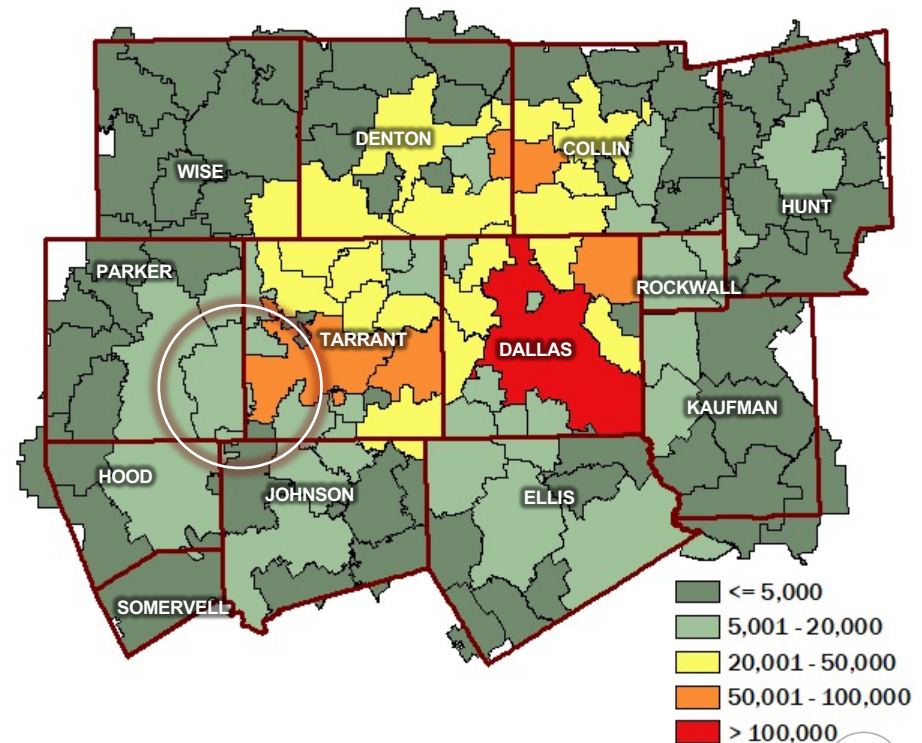 DENTON
COLLIN
WISE
HUNT
PARKER
ROCKWALL
TARRANT
DALLAS
KAUFMAN
HOOD
JOHNSON
ELLIS
SOMERVELL
<= 5,000
5,001 - 20,000
20,001 - 50,000
50,001 - 100,000
> 100,000